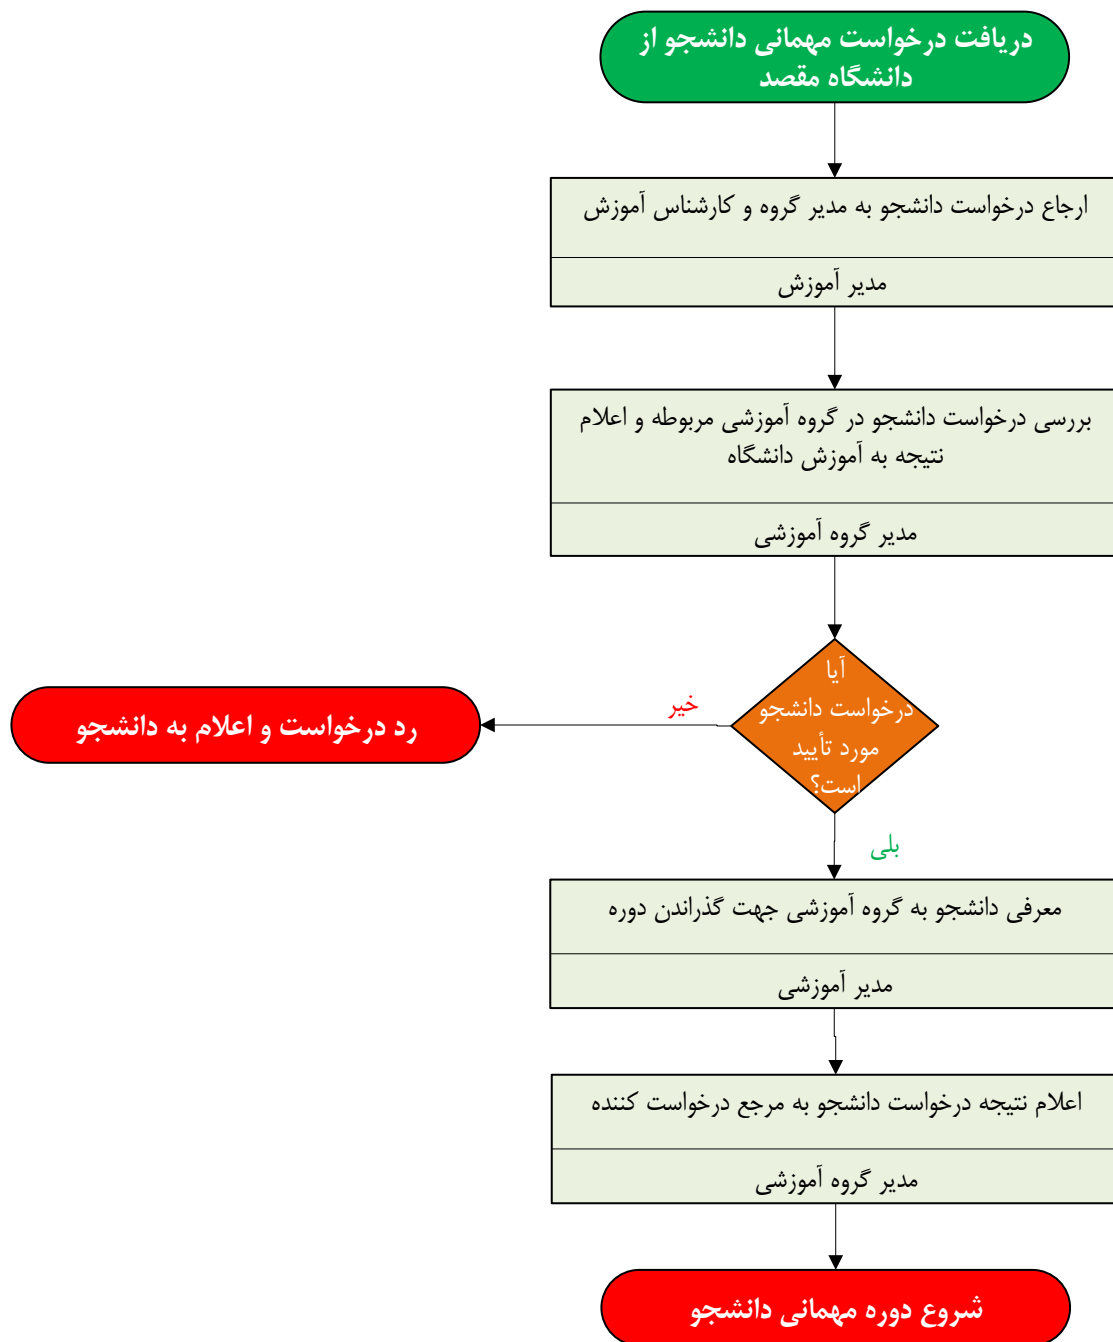 دریافت درخواست مهمانی دانشجو از
دانشگاه مقصد
ارجاع درخواست دانشجو به مدیر گروه و کارشناس آموزش
مدیر آموزش
بررسی درخواست دانشجو در گروه آموزشی مربوطه و اعلام
نتیجه به آموزش دانشگاه
مدیر گروه آموزشی
آیا
درخواست دانشجو
مورد تأیید
است؟
خیر
رد درخواست و اعلام به دانشجو
بلی
معرفی دانشجو به گروه آموزشی جهت گذراندن دوره
مدیر آموزشی
اعلام نتیجه درخواست دانشجو به مرجع درخواست کننده
مدیر گروه آموزشی
شروع دوره مهمانی دانشجو